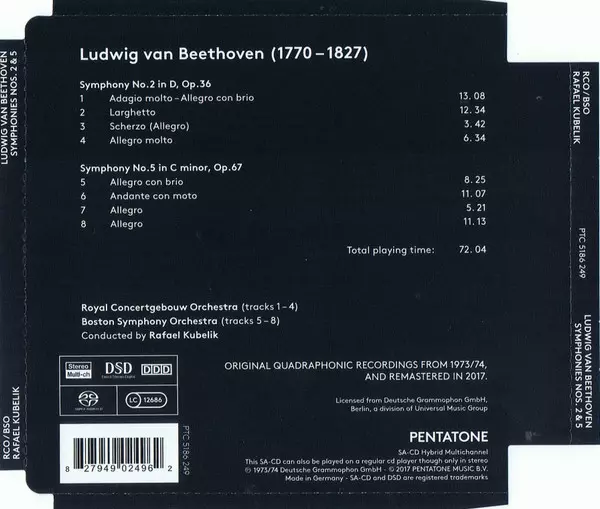 LUDWIG VAN BEETHOVEN
SYMPHONIES NOS. 2 & 5
RCO/BSO
RAFAEL KUBELIK
Ludwig van Beethoven (1770 – 1827)
Symphony No.2 in D, Op.36
1 Adagio molto – Allegro con brio 13.08
2 Larghetto 12.34
3 Scherzo (Allegro) 3.42
4 Allegro molto 6.34
Symphony No.5 in C minor, Op.67
5 Allegro con brio 8.25
6 Andante con moto 11.07
7 Allegro 5.21
8 Allegro 11.13
Total playing time: 72.04
Royal Concertgebouw Orchestra (tracks 1 – 4)
Boston Symphony Orchestra (tracks 5 – 8)
Conducted by Rafael Kubelik
Stereo
Multi-ch
DSD
DDD
LC 12686
ORIGINAL QUADRAPHONIC RECORDINGS FROM 1973/74,
AND REMASTERED IN 2017.
Licensed from Deutsche Grammophon GmbH,
Berlin, a division of Universal Music Group
PENTATONE
SA-CD Hybrid Multichannel
This SA-CD can also be played on a regular cd player though only in stereo
℗ 1973/74 Deutsche Grammophon GmbH - © 2017 PENTATONE MUSIC B.V.
Made in Germany - SA-CD and DSD are registered trademarks
8 27949 02496 2
PTC 5186 249
RCO/BSO
RAFAEL KUBELIK
PTC 5186 249
LUDWIG VAN BEETHOVEN
SYMPHONIES NOS. 2 & 5